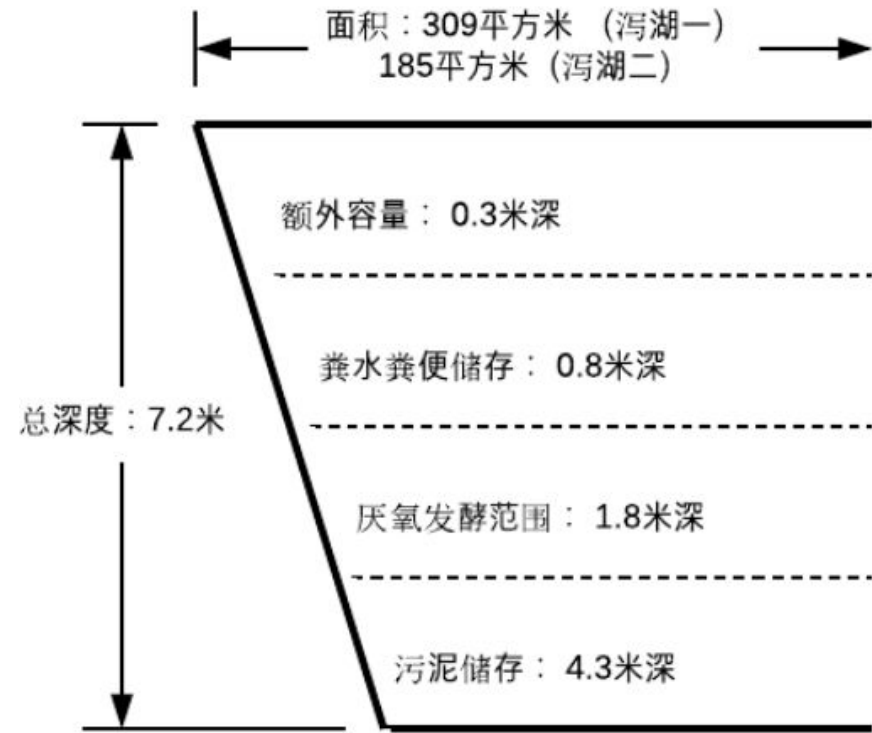 面积：309平方米 （泻湖一）
185平方米（泻湖二）
额外容量： 0.3米深
粪水粪便储存： 0.8米深
总深度：7.2米
厌氧发酵范围： 1.8米深
污泥储存： 4.3米深